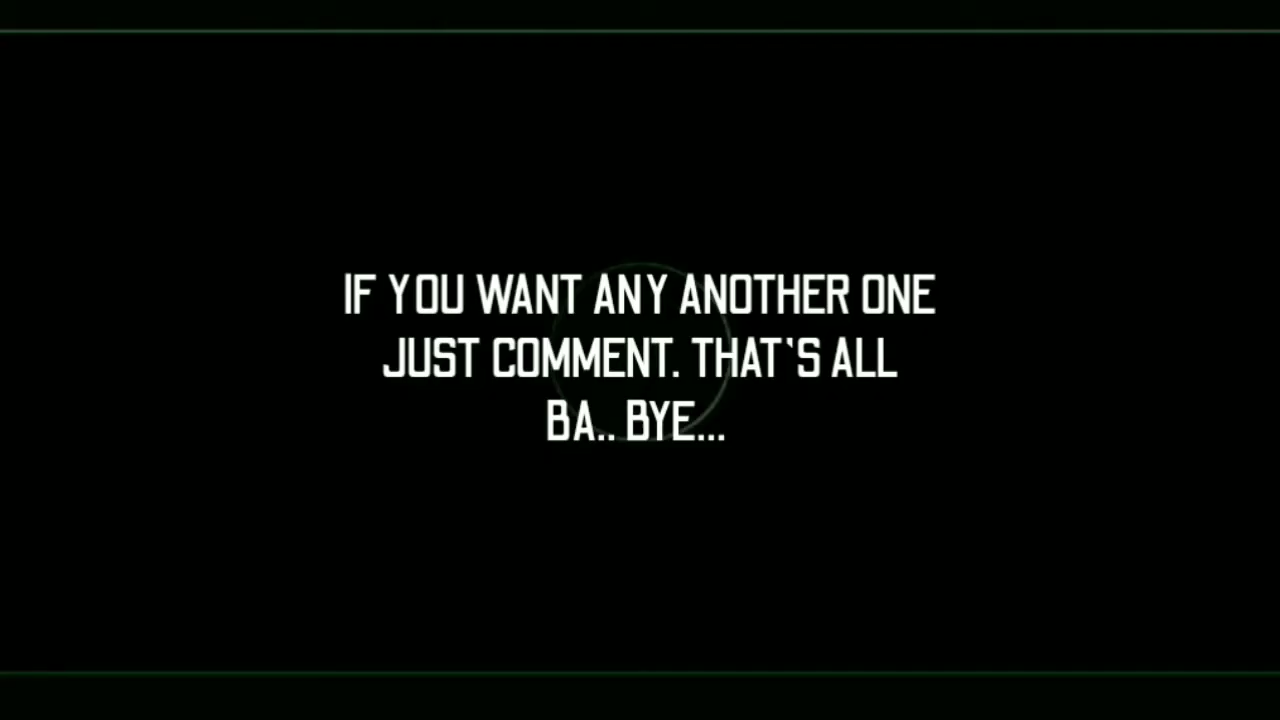 IF YOU WANT ANY ANOTHER ONE
JUST COMMENT. THAT'S ALL
BA.. BYE...